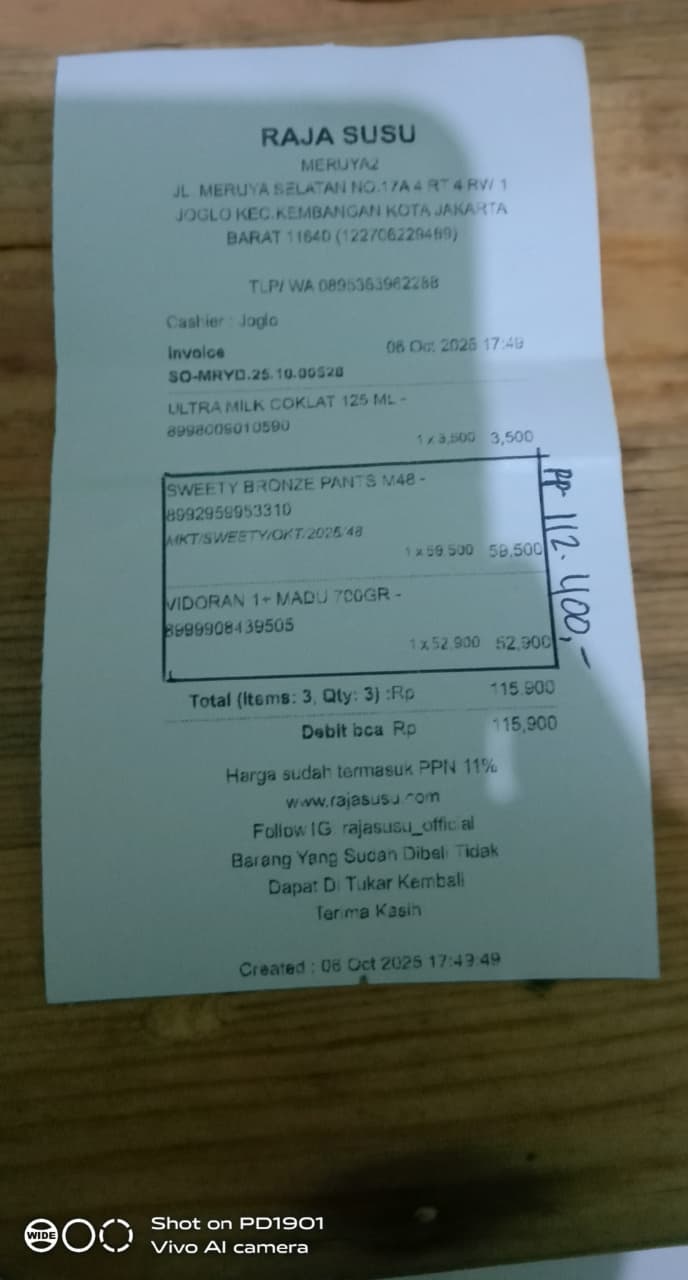 RAJA SUSU
MERUYA2
JL. MERUYA SELATAN NO.17A 4 RT 4 RW 1
JOGLO KEC.KEMBANGAN KOTA JAKARTA
BARAT 11640 (122706229489)
TLP/ WA 0895363962288
Cashier : Joglo
Invoice 06 Oct 2025 17:49
SO-MRYD.25.10.00528
ULTRA MILK COKLAT 125 ML -
8998009010590
1 x 3,500 3,500
SWEETY BRONZE PANTS M48 -
8992959953310
MKT/SWEETY/OKT/2025/48
1 x 59,500 59,500
VIDORAN 1+ MADU 700GR -
8999908439505
1 x 52,900 52,900
Rp 112.400,-
Total (Items: 3, Qty: 3) :Rp 115,900
Debit bca Rp 115,900
Harga sudah termasuk PPN 11%
www.rajasusu.com
Follow IG. rajasusu_official
Barang Yang Sudah Dibeli Tidak
Dapat Di Tukar Kembali
Terima Kasih
Created : 06 Oct 2025 17:49:49
WIDE
Shot on PD1901
Vivo AI camera